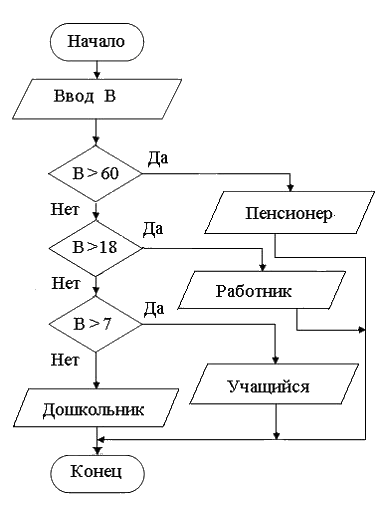 Начало
Ввод В
В>60
Да
Пенсионер
Нет
В>18
Да
Работник
Нет
В>7
Да
Учащийся
Нет
Дошкольник
Конец